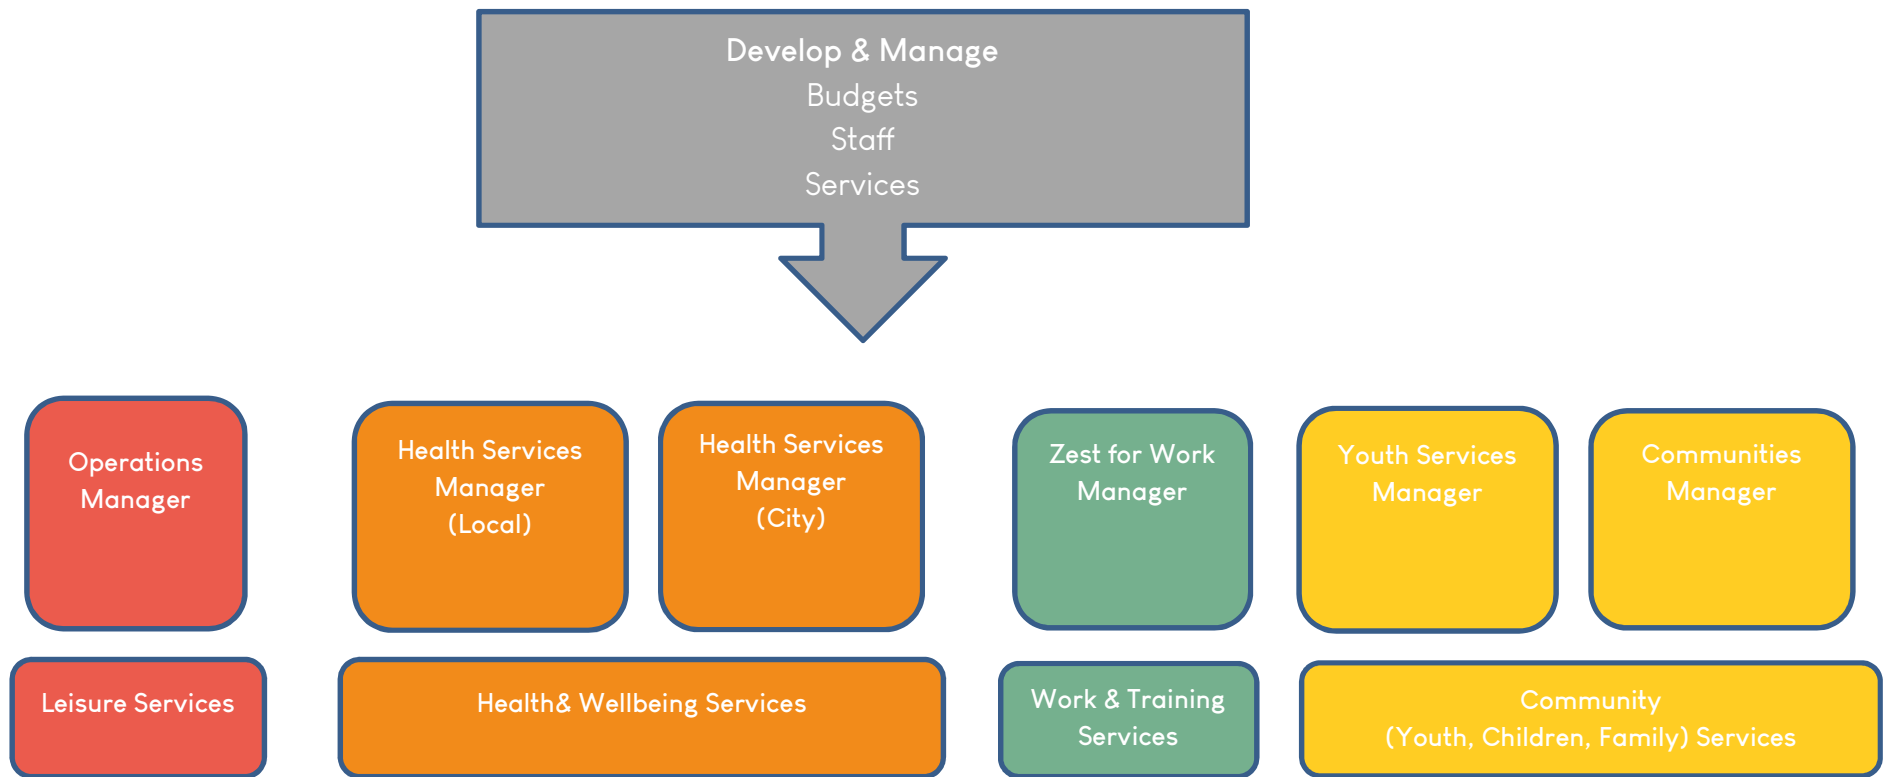 Develop & Manage
Budgets
Staff
Services
Operations
Manager
Health Services
Manager
(Local)
Health Services
Manager
(City)
Zest for Work
Manager
Youth Services
Manager
Communities
Manager
Leisure Services
Health& Wellbeing Services
Work & Training
Services
Community
(Youth, Children, Family) Services